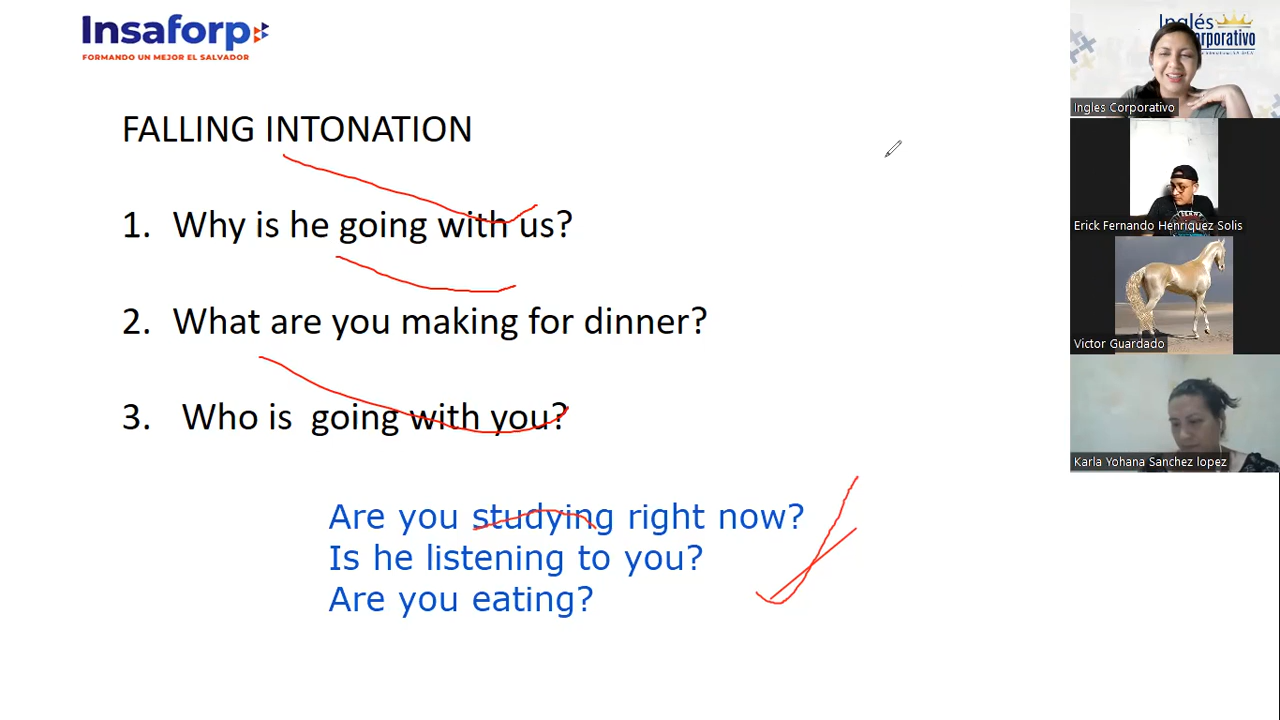 Insaforp
FORMANDO UN MEJOR EL SALVADOR
FALLING INTONATION
1. Why is he going with us?
2. What are you making for dinner?
3. Who is going with you?
Are you studying right now?
Is he listening to you?
Are you eating?
Inglés
Corporativo
Ingles Corporativo
Erick Fernando Henriquez Solis
Victor Guardado
Karla Yohana Sanchez lopez